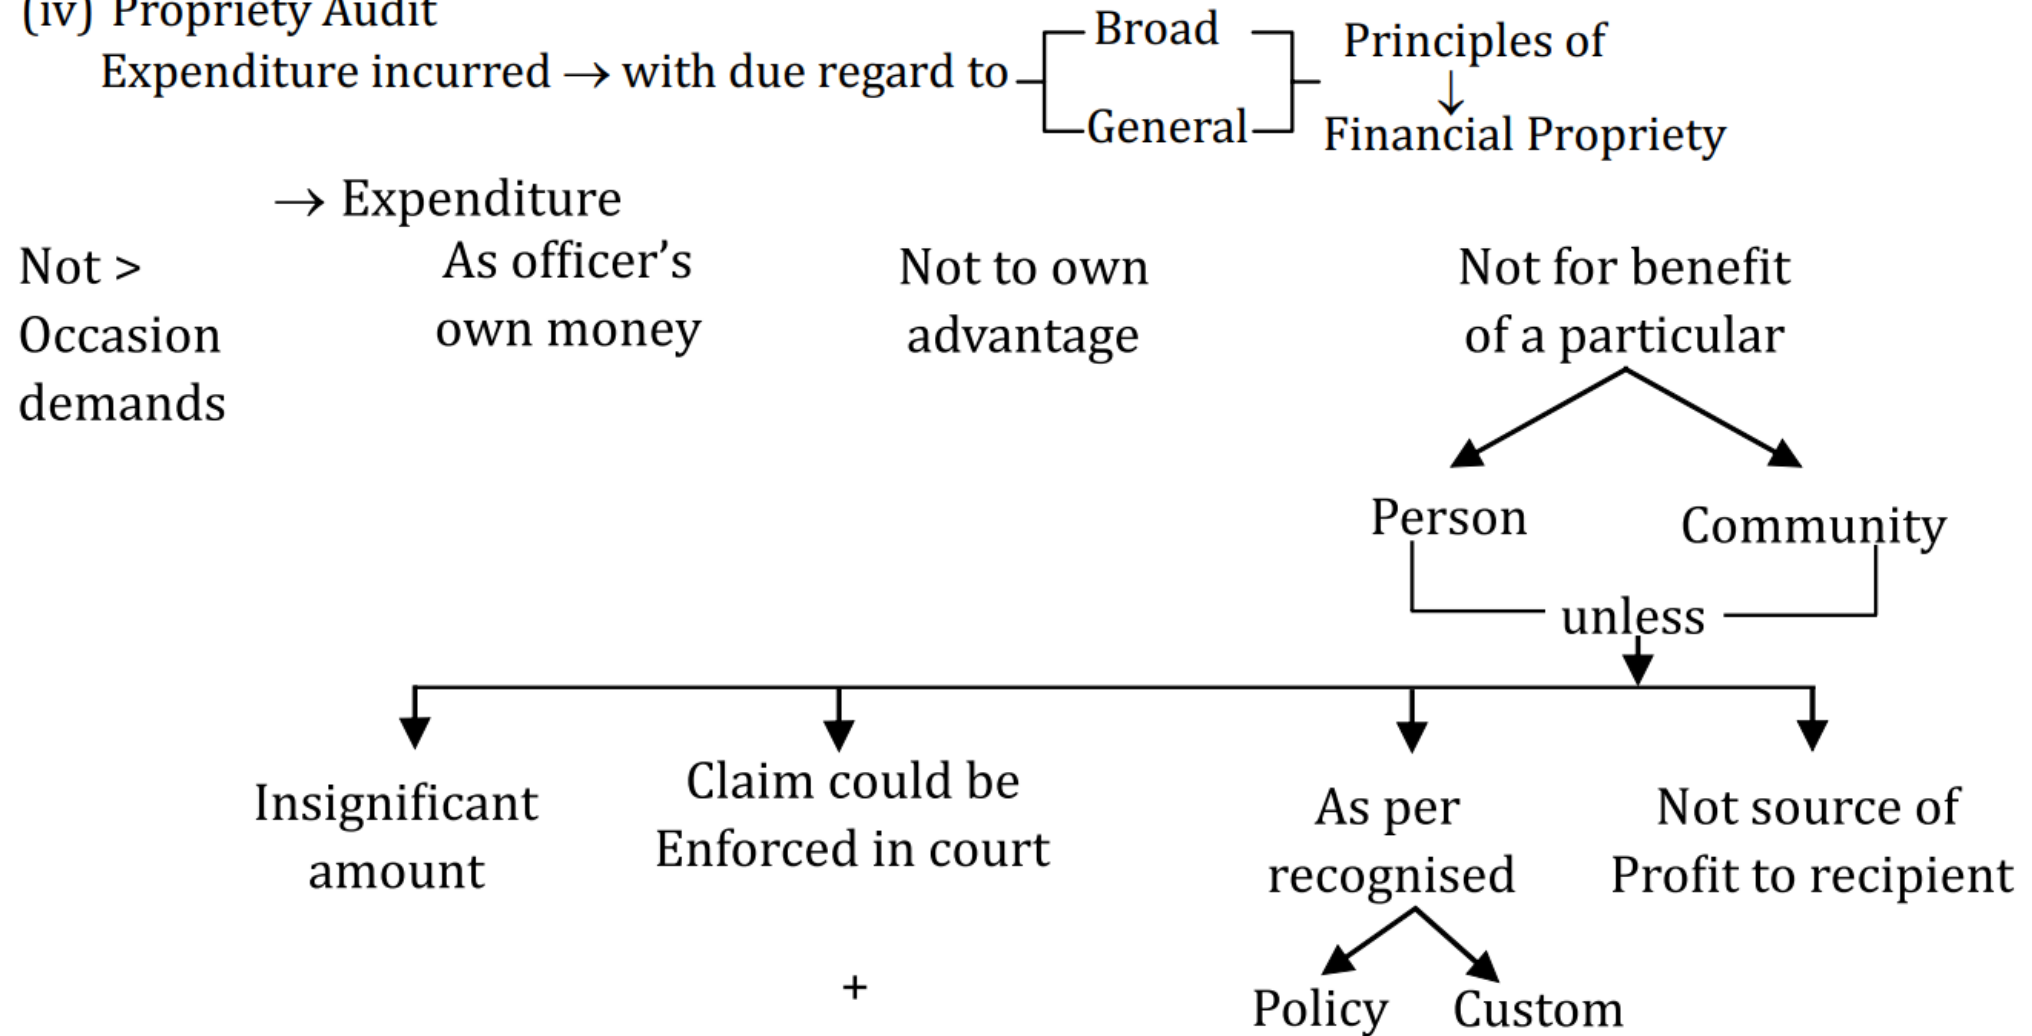 (iv) Propriety Audit
Broad
Principles of
Expenditure incurred → with due regard to
↓
General
Financial Propriety
→ Expenditure
Not >
Occasion
demands
As officer’s
own money
Not to own
advantage
Not for benefit
of a particular
Person
Community
unless
Insignificant
amount
Claim could be
Enforced in court
As per
recognised
Not source of
Profit to recipient
+
Policy
Custom